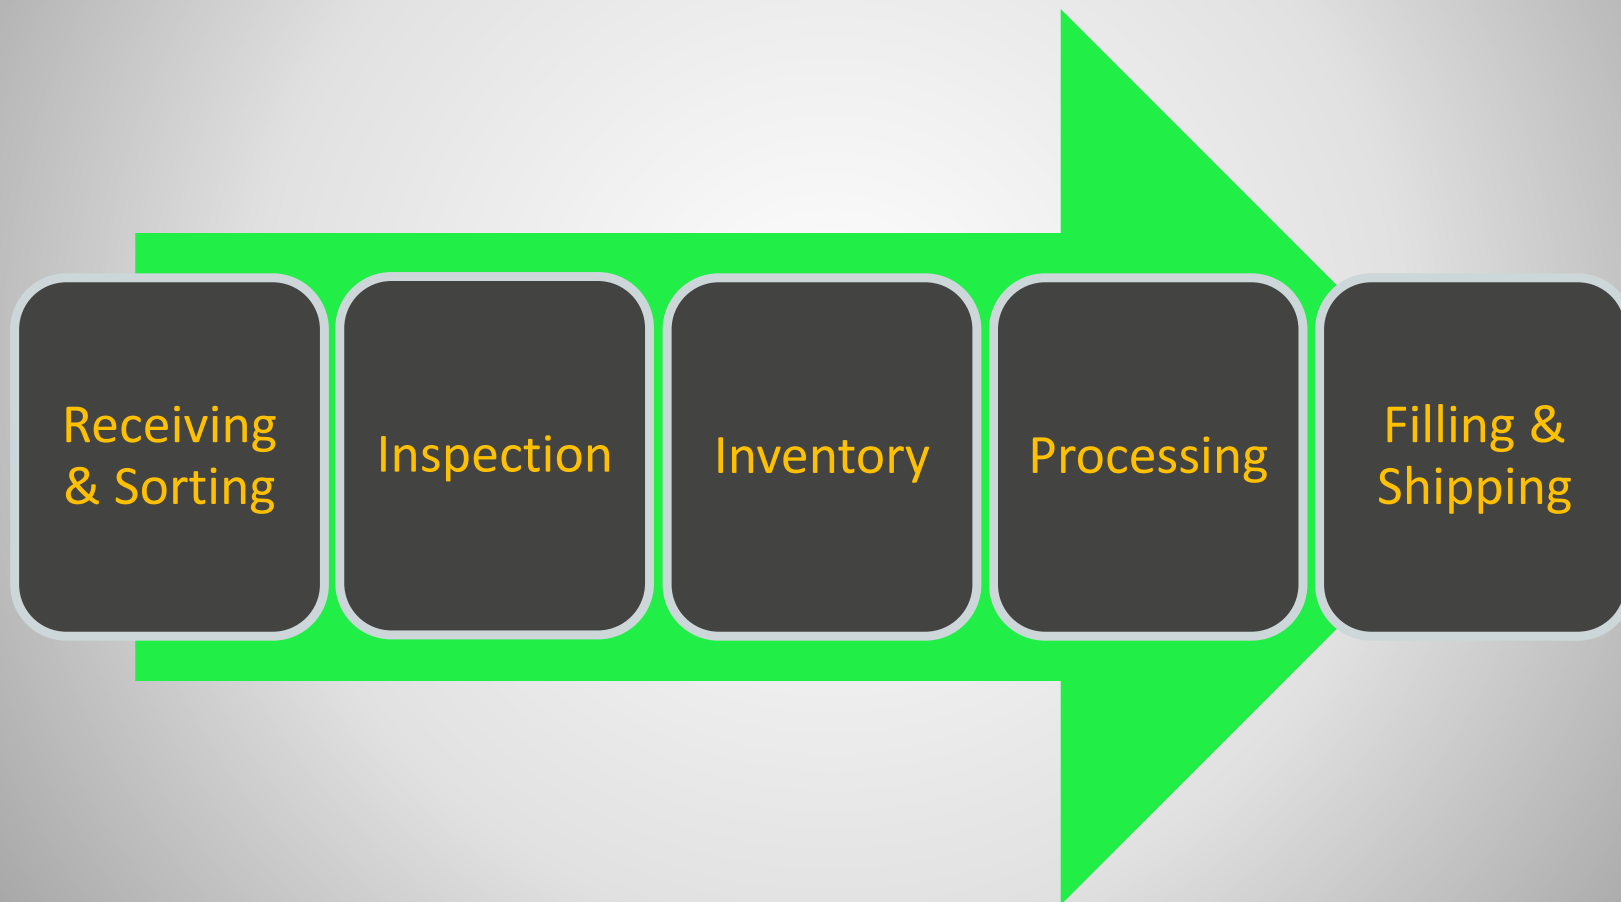 Receiving
& Sorting
Inspection
Inventory
Processing
Filling &
Shipping